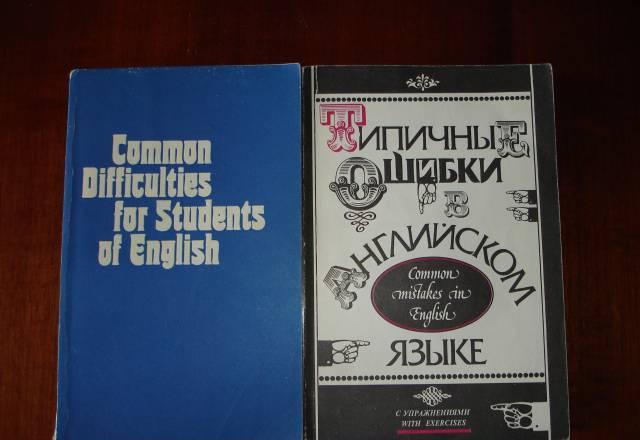 Common
Difficulties
for Students
of English
ТИПИЧНЫЕ
ОШИБКИ
В
АНГЛИЙСКОМ
Common
mistakes in
English
ЯЗЫКЕ
С УПРАЖНЕНИЯМИ
WITH EXERCISES